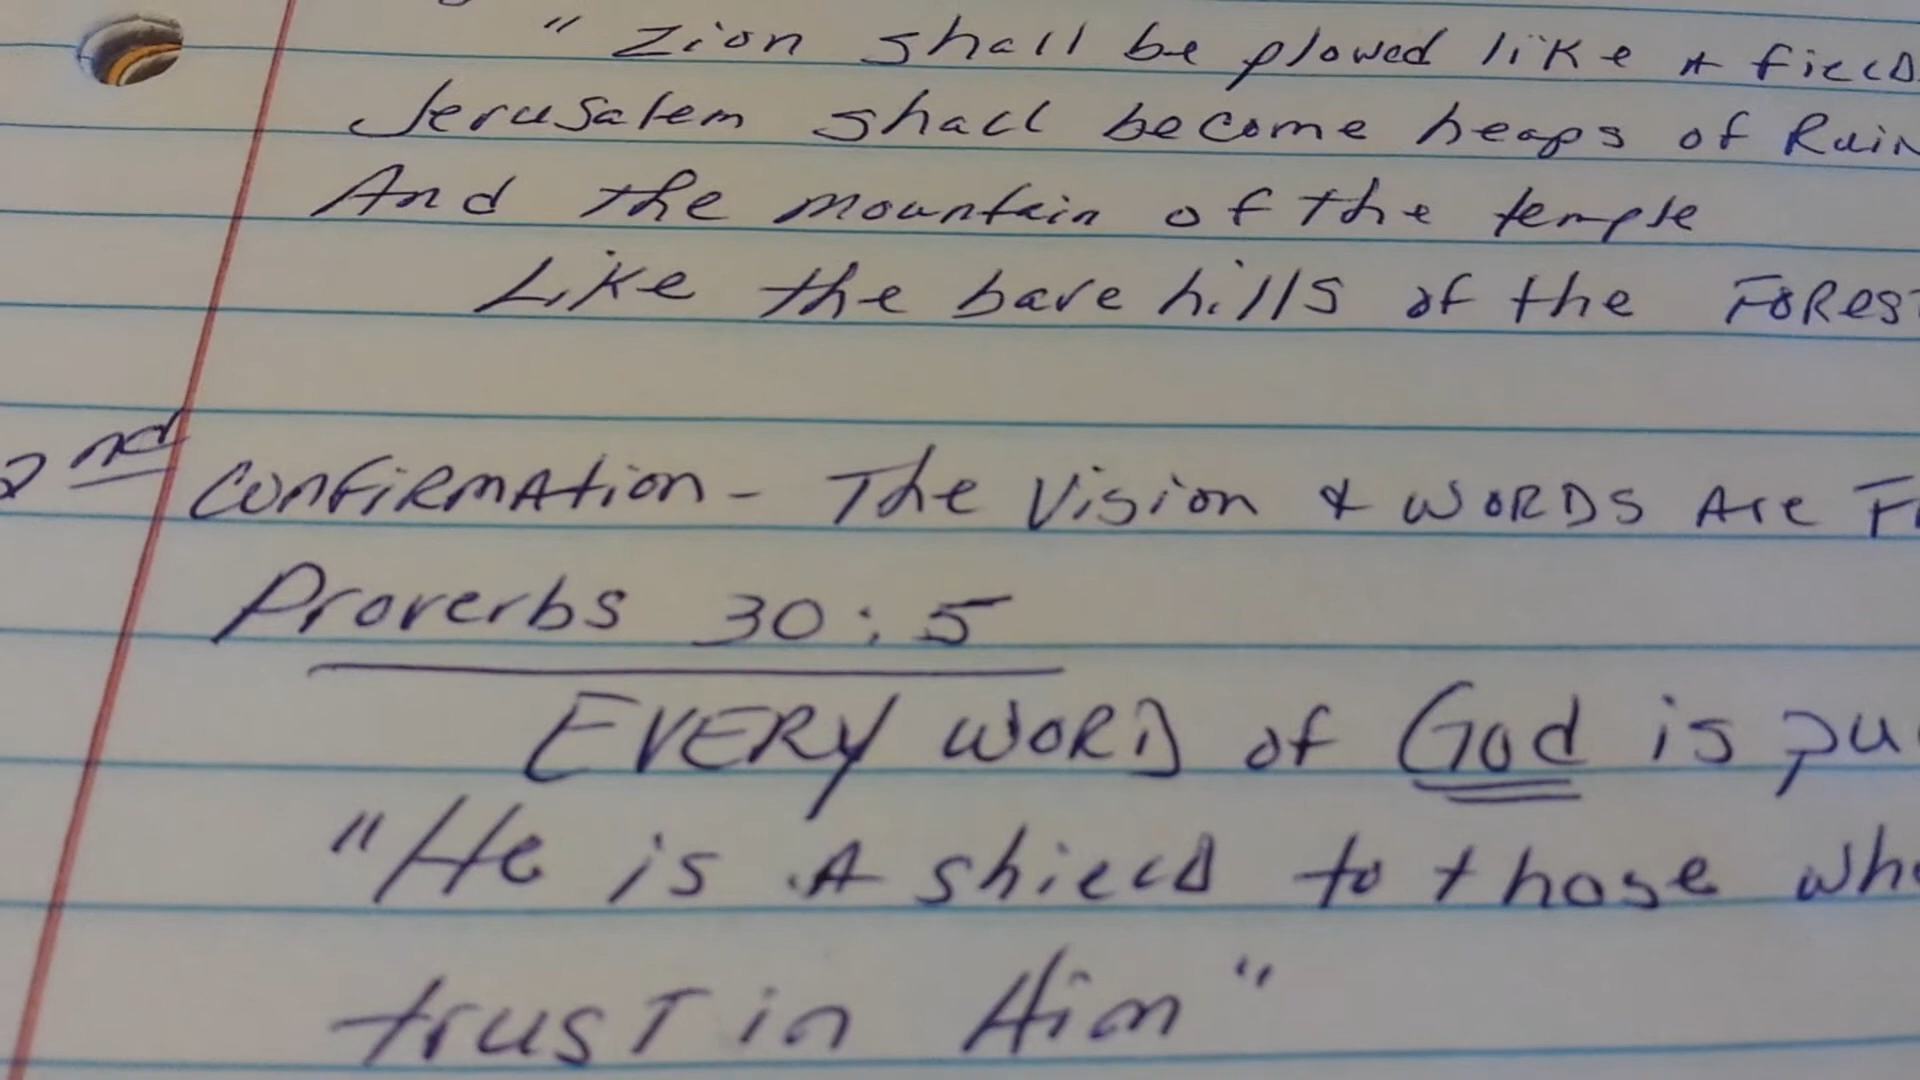 " Zion shall be plowed like A field
Jerusalem shall become heaps of Ruin
And the mountain of the temple
Like the bare hills of the Forest
2nd Confirmation - The Vision & Words Are
Proverbs 30:5
EVERY WORD of God is
"He is A shield to those
trust in Him"